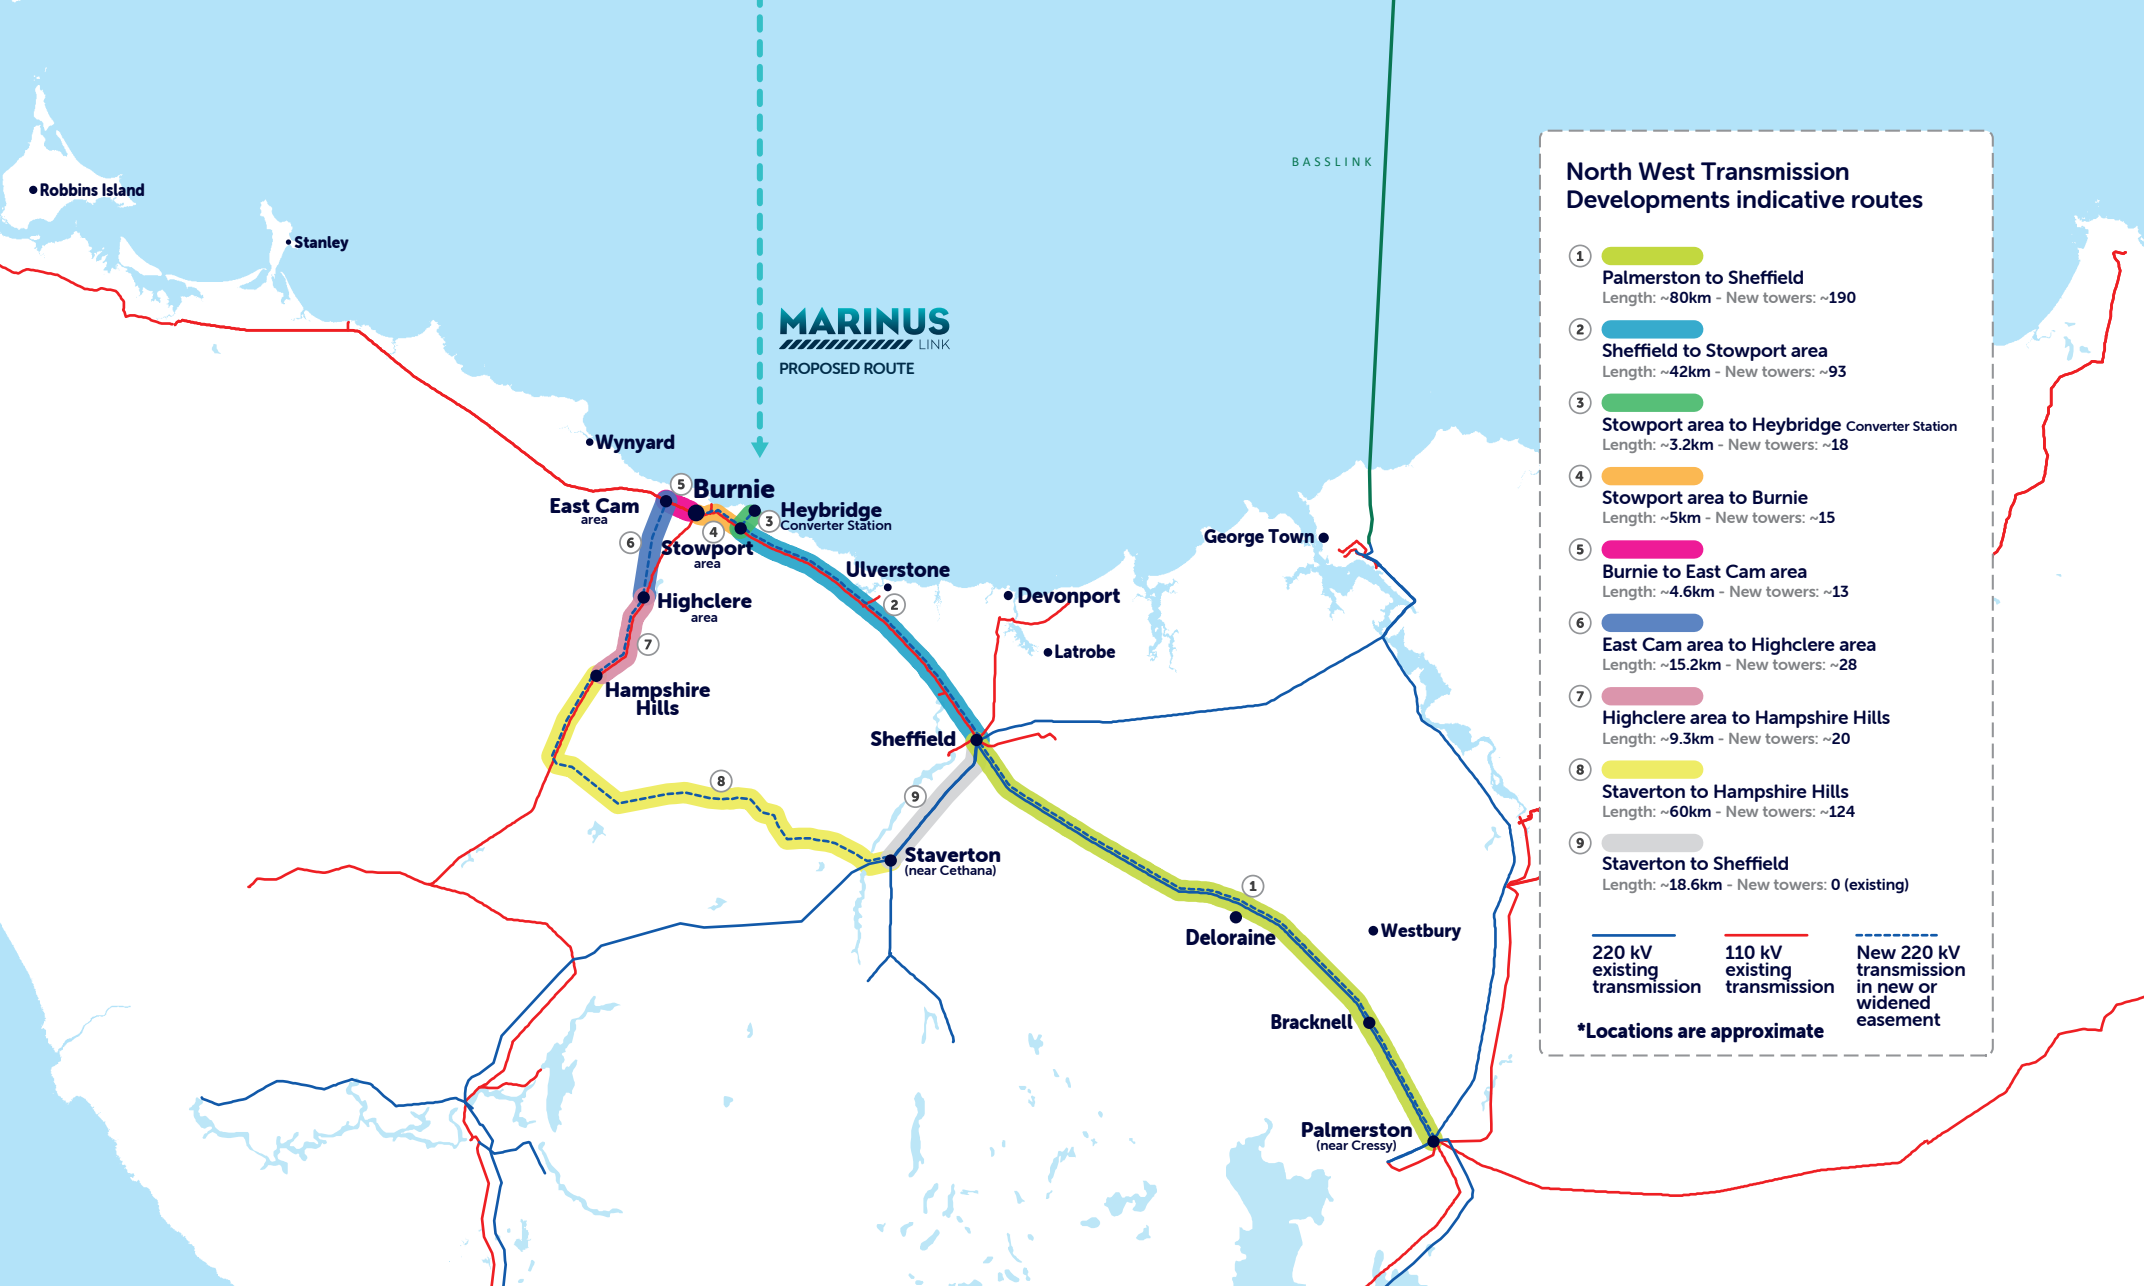 BASSLINK
Robbins Island
Stanley
MARINUS
LINK
PROPOSED ROUTE
Wynyard
5
Burnie
East Cam
area
Heybridge
Converter Station
3
4
6
Stowport
area
George Town
Ulverstone
2
Devonport
Highclere
area
7
Latrobe
Hampshire
Hills
Sheffield
8
9
Staverton
(near Cethana)
1
Deloraine
Westbury
Bracknell
Palmerston
(near Cressy)
North West Transmission
Developments indicative routes
1
Palmerston to Sheffield
Length: ~80km - New towers: ~190
2
Sheffield to Stowport area
Length: ~42km - New towers: ~93
3
Stowport area to Heybridge Converter Station
Length: ~3.2km - New towers: ~18
4
Stowport area to Burnie
Length: ~5km - New towers: ~15
5
Burnie to East Cam area
Length: ~4.6km - New towers: ~13
6
East Cam area to Highclere area
Length: ~15.2km - New towers: ~28
7
Highclere area to Hampshire Hills
Length: ~9.3km - New towers: ~20
8
Staverton to Hampshire Hills
Length: ~60km - New towers: ~124
9
Staverton to Sheffield
Length: ~18.6km - New towers: 0 (existing)
220 kV
existing
transmission
110 kV
existing
transmission
New 220 kV
transmission
in new or
widened
easement
*Locations are approximate